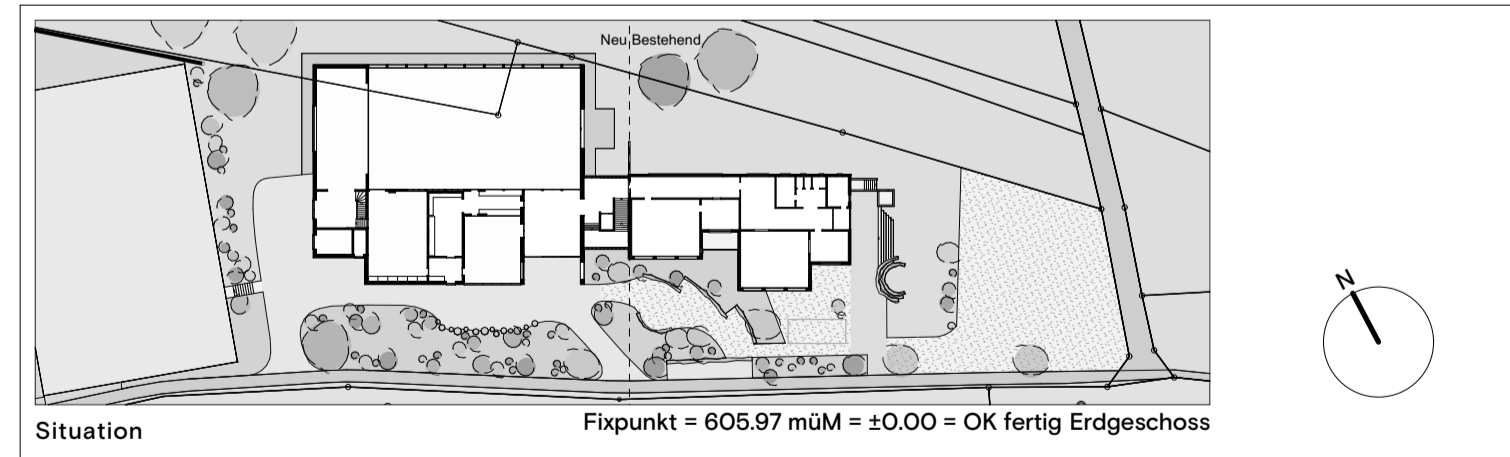 Neu Bestehend
N
Situation
Fixpunkt = 605.97 müM = ±0.00 = OK fertig Erdgeschoss